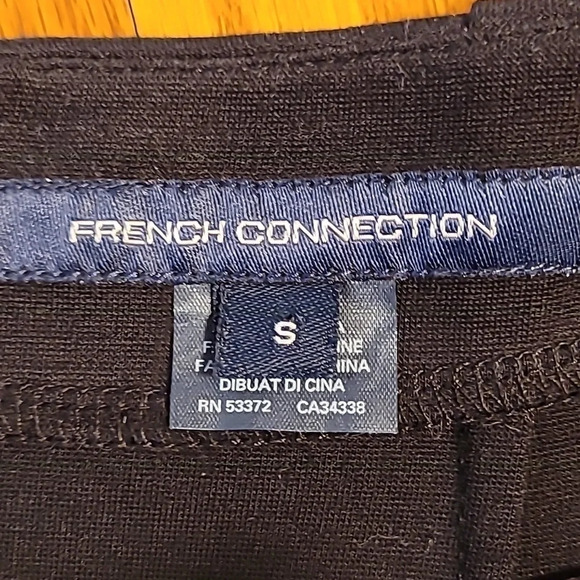 FRENCH CONNECTION
S
DIBUAT DI CINA
RN 53372 CA34338